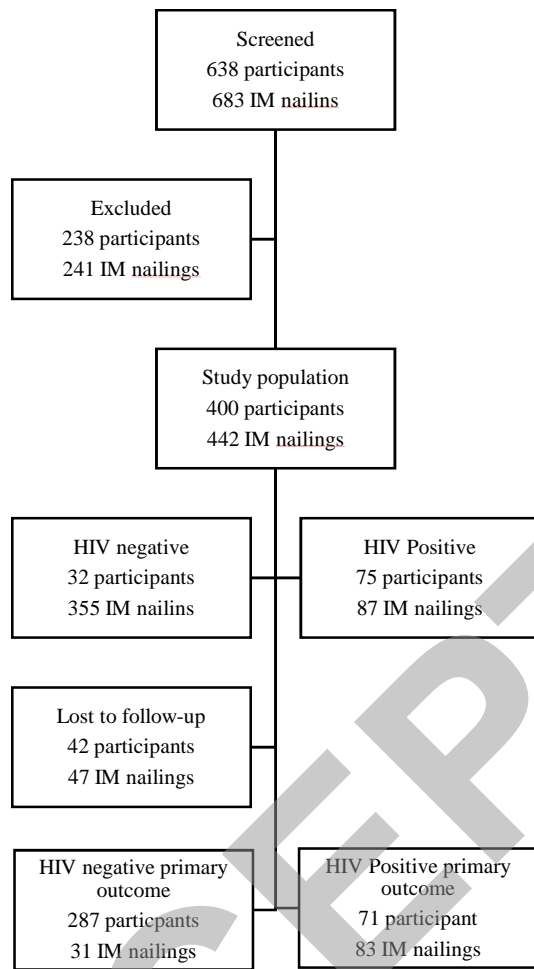 Screened
638 participants
683 IM nailins
Excluded
238 participants
241 IM nailings
Study population
400 participants
442 IM nailings
HIV negative
32 participants
355 IM nailins
HIV Positive
75 participants
87 IM nailings
Lost to follow-up
42 participants
47 IM nailings
HIV negative primary
outcome
287 particpants
31 IM nailings
HIV Positive primary
outcome
71 participant
83 IM nailings